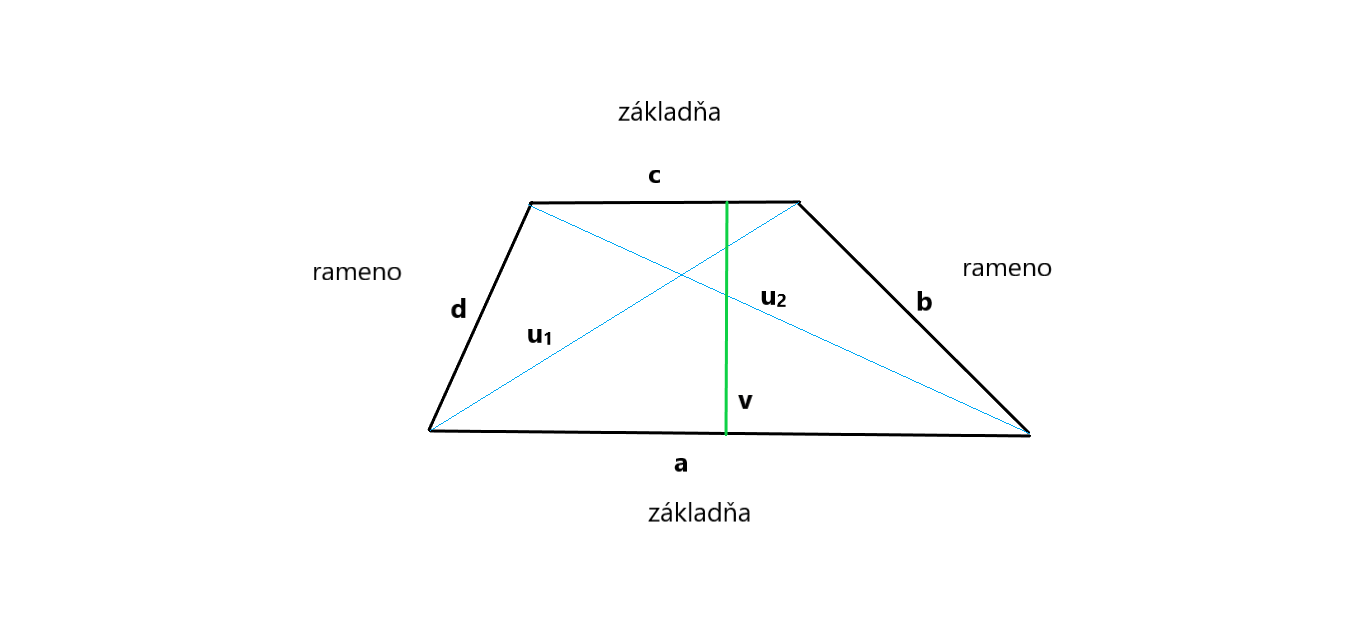 základňa
c
rameno
rameno
d
u₂
b
u₁
v
a
základňa